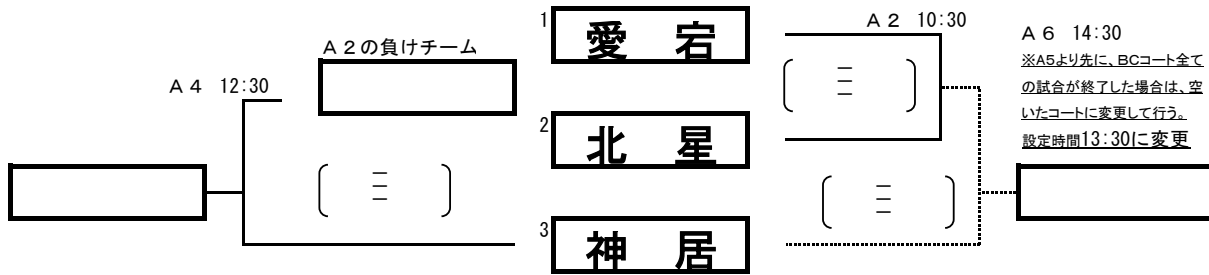 A4 12:30
A2の負けチーム
1
愛 宕
2
北 星
3
神 居
A2 10:30
A6 14:30
※A5より先に、BCコート全て
の試合が終了した場合は、空
いたコートに変更して行う。
設定時間13:30に変更